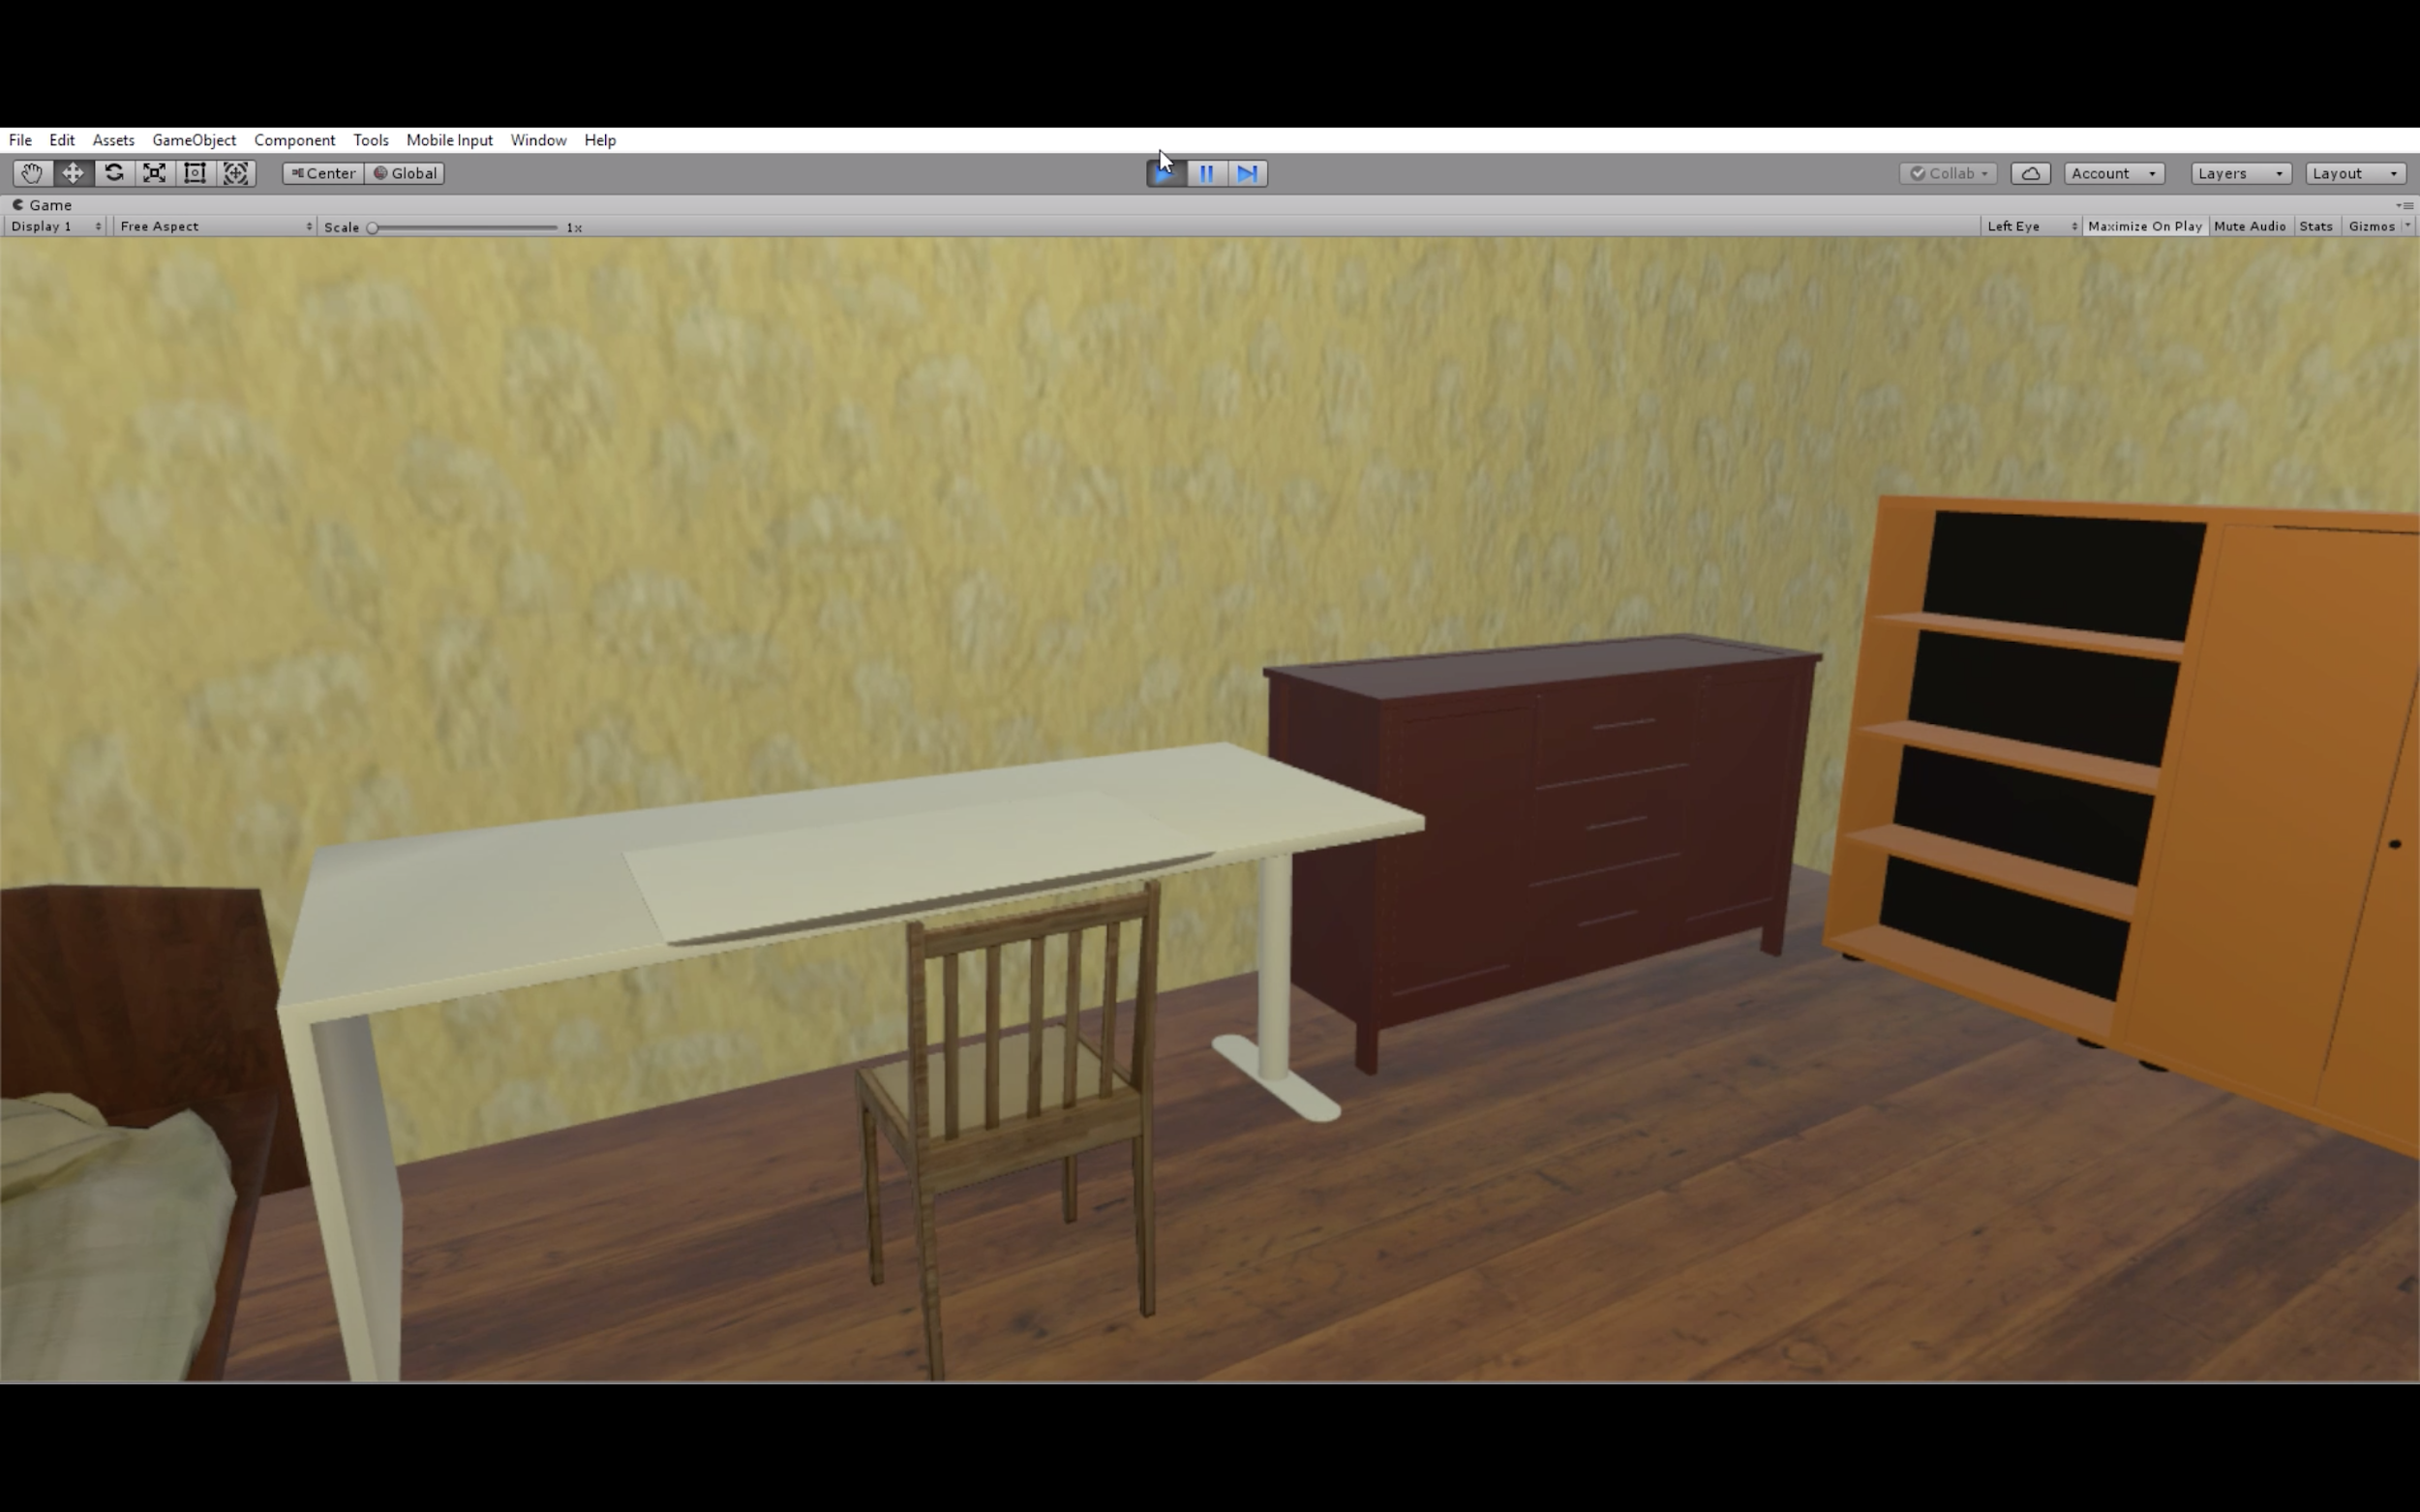 File Edit Assets GameObject Component Tools Mobile Input Window Help
Center Global Collab Account Layers Layout
Game
Display 1 Free Aspect Scale 1x Left Eye Maximize On Play Mute Audio Stats Gizmos